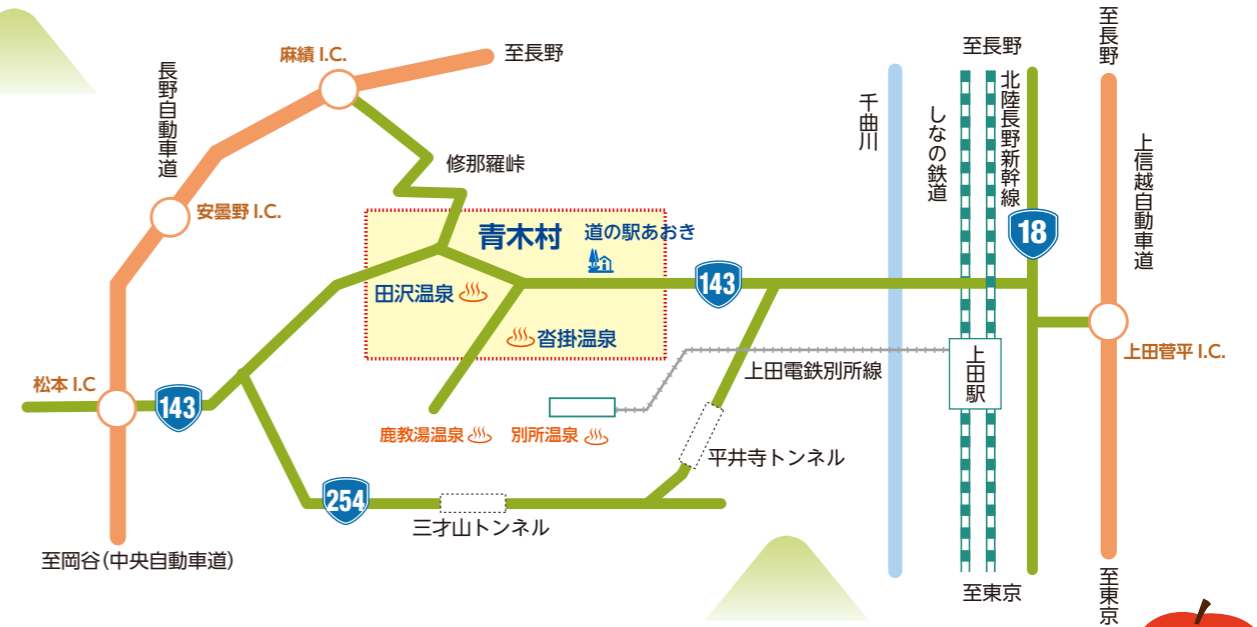 至長野
麻績 I.C.
至長野
至長野
長野自動車道
千曲川
しなの鉄道
北陸長野新幹線
上信越自動車道
修那羅峠
安曇野 I.C.
青木村
道の駅あおき
18
143
田沢温泉
沓掛温泉
上田駅
上田菅平 I.C.
上田電鉄別所線
松本 I.C
143
鹿教湯温泉
別所温泉
平井寺トンネル
254
三才山トンネル
至岡谷(中央自動車道)
至東京
至東京